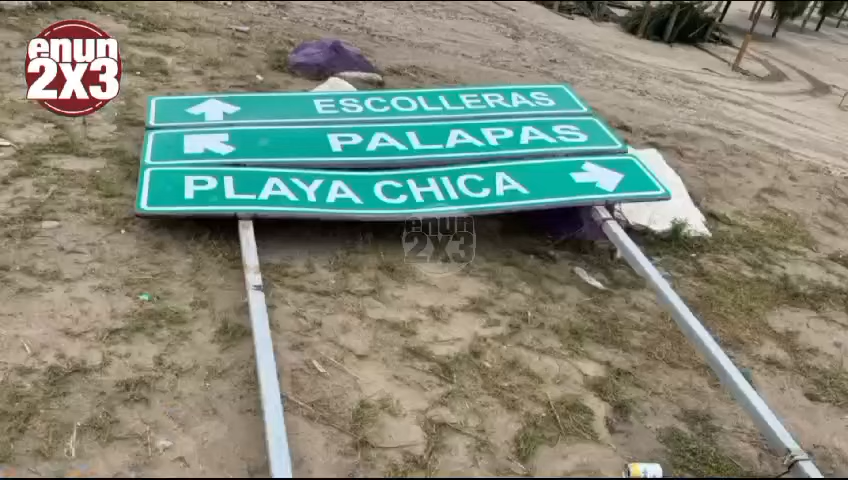 enun
2X3
ESCOLLERAS
PALAPAS
PLAYA CHICA
enun
2X3